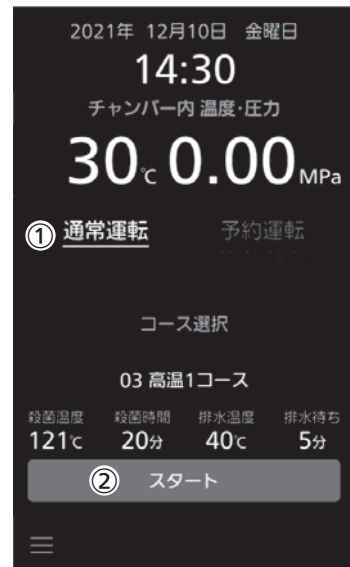 2021年 12月10日 金曜日
14:30
チャンバー内 温度・圧力
30℃ 0.00MPa
① 通常運転 予約運転
コース選択
03 高温1コース
殺菌温度 殺菌時間 排水温度 排水待ち
121℃ 20分 40℃ 5分
② スタート